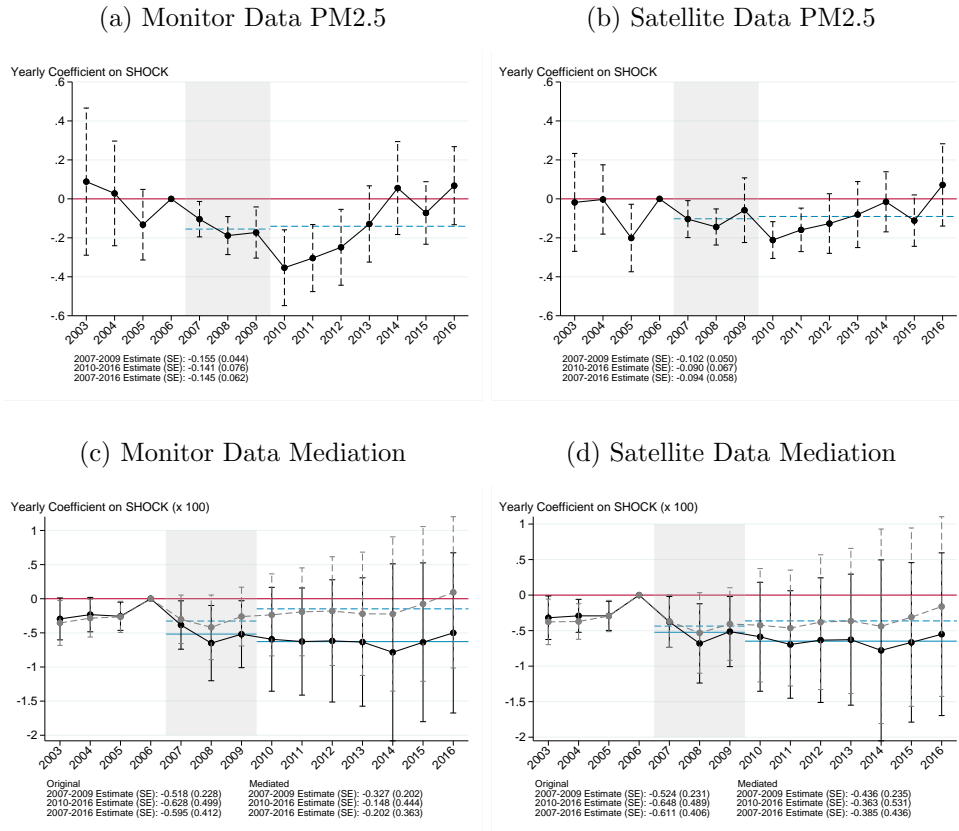 (a) Monitor Data PM2.5
(b) Satellite Data PM2.5
Yearly Coefficient on SHOCK
.6
.4
.2
0
-.2
-.4
-.6
2003 2004 2005 2006 2007 2008 2009 2010 2011 2012 2013 2014 2015 2016
2007-2009 Estimate (SE): -0.155 (0.044)
2010-2016 Estimate (SE): -0.141 (0.076)
2007-2016 Estimate (SE): -0.145 (0.062)
Yearly Coefficient on SHOCK
.6
.4
.2
0
-.2
-.4
-.6
2003 2004 2005 2006 2007 2008 2009 2010 2011 2012 2013 2014 2015 2016
2007-2009 Estimate (SE): -0.102 (0.050)
2010-2016 Estimate (SE): -0.090 (0.067)
2007-2016 Estimate (SE): -0.094 (0.058)
(c) Monitor Data Mediation
(d) Satellite Data Mediation
Yearly Coefficient on SHOCK (x 100)
1
.5
0
-.5
-1
-1.5
-2
2003 2004 2005 2006 2007 2008 2009 2010 2011 2012 2013 2014 2015 2016
Original Mediated
2007-2009 Estimate (SE): -0.518 (0.228) 2007-2009 Estimate (SE): -0.327 (0.202)
2010-2016 Estimate (SE): -0.628 (0.499) 2010-2016 Estimate (SE): -0.148 (0.444)
2007-2016 Estimate (SE): -0.595 (0.412) 2007-2016 Estimate (SE): -0.202 (0.363)
Yearly Coefficient on SHOCK (x 100)
1
.5
0
-.5
-1
-1.5
-2
2003 2004 2005 2006 2007 2008 2009 2010 2011 2012 2013 2014 2015 2016
Original Mediated
2007-2009 Estimate (SE): -0.524 (0.231) 2007-2009 Estimate (SE): -0.436 (0.235)
2010-2016 Estimate (SE): -0.648 (0.489) 2010-2016 Estimate (SE): -0.363 (0.531)
2007-2016 Estimate (SE): -0.611 (0.406) 2007-2016 Estimate (SE): -0.385 (0.436)